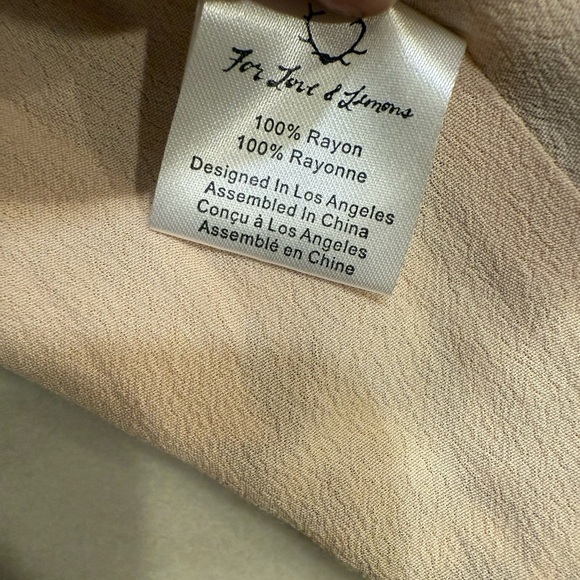 For Love & Lemons
100% Rayon
100% Rayonne
Designed In Los Angeles
Assembled In China
Conçu à Los Angeles
Assemblé en Chine